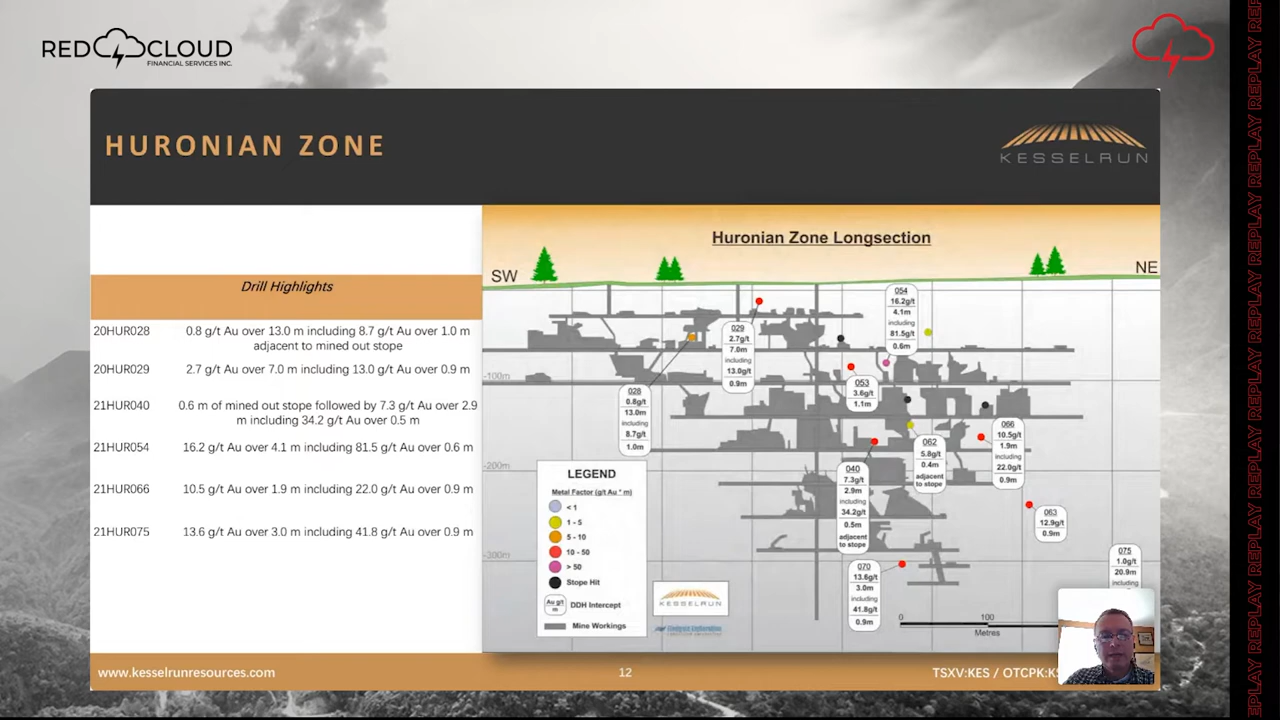 RED CLOUD
FINANCIAL SERVICES INC.
HURONIAN ZONE
KESSELRUN
Drill Highlights
20HUR028 0.8 g/t Au over 13.0 m including 8.7 g/t Au over 1.0 m
adjacent to mined out stope
20HUR029 2.7 g/t Au over 7.0 m including 13.0 g/t Au over 0.9 m
21HUR040 0.6 m of mined out stope followed by 7.3 g/t Au over 2.9
m including 34.2 g/t Au over 0.5 m
21HUR054 16.2 g/t Au over 4.1 m including 81.5 g/t Au over 0.6 m
21HUR066 10.5 g/t Au over 1.9 m including 22.0 g/t Au over 0.9 m
21HUR075 13.6 g/t Au over 3.0 m including 41.8 g/t Au over 0.9 m
Huronian Zone Longsection
SW
NE
-100m
-200m
-300m
028
0.8g/t
13.0m
including
8.7g/t
1.0m
029
2.7g/t
7.0m
including
13.0g/t
0.9m
054
16.2g/t
4.1m
including
81.5g/t
0.6m
053
3.6g/t
1.1m
062
5.8g/t
0.4m
adjacent
to stope
066
10.5g/t
1.9m
including
22.0g/t
0.9m
040
7.3g/t
2.9m
including
34.2g/t
0.5m
adjacent
to stope
063
12.9g/t
0.9m
070
13.6g/t
3.0m
including
41.8g/t
0.9m
075
1.0g/t
20.9m
including
LEGEND
Metal Factor (g/t Au * m)
< 1
1 - 5
5 - 10
10 - 50
> 50
Stope Hit
Au g/t
m
DDH Intercept
Mine Workings
KESSELRUN
0 100
Metres
www.kesselrunresources.com
12
TSXV:KES / OTCPK:K
REPLAY REPLAY REPLAY REPLAY REPLAY REPLAY REPLAY REPLAY